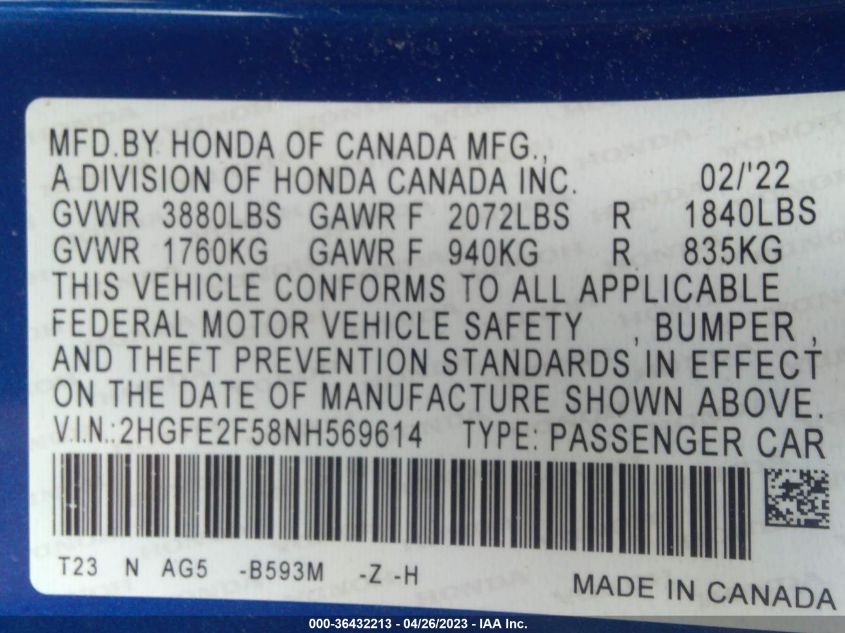 MFD.BY HONDA OF CANADA MFG.,
A DIVISION OF HONDA CANADA INC. 02/'22
GVWR 3880LBS GAWR F 2072LBS R 1840LBS
GVWR 1760KG GAWR F 940KG R 835KG
THIS VEHICLE CONFORMS TO ALL APPLICABLE
FEDERAL MOTOR VEHICLE SAFETY , BUMPER ,
AND THEFT PREVENTION STANDARDS IN EFFECT
ON THE DATE OF MANUFACTURE SHOWN ABOVE.
V.I.N.:2HGFE2F58NH569614 TYPE: PASSENGER CAR
T23 N AG5 -B593M -Z -H
MADE IN CANADA
000-36432213 - 04/26/2023 - IAA Inc.